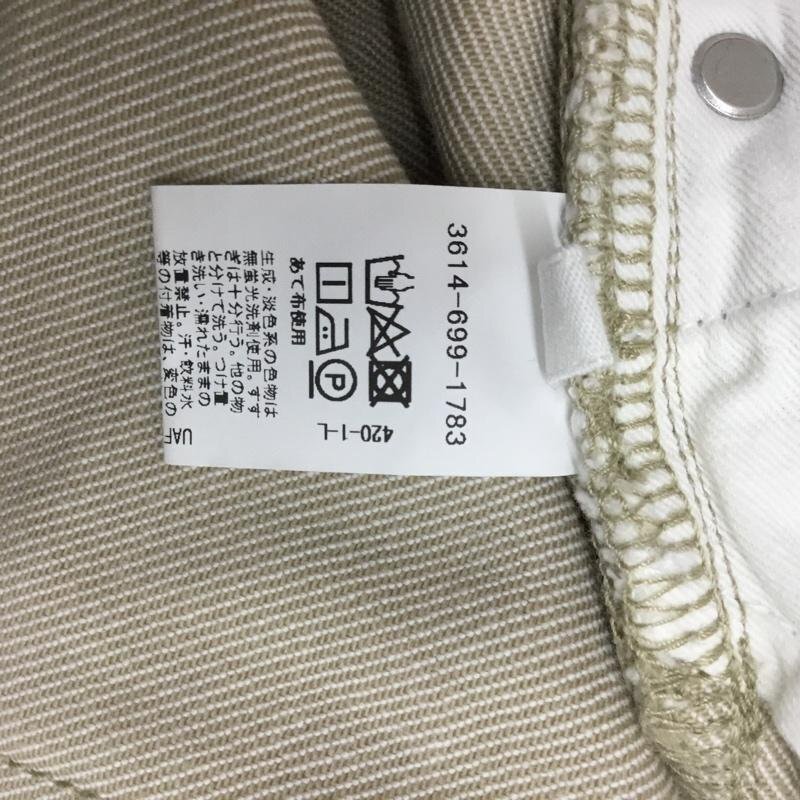 3614-699-1783
420-1-L
P
あて布使用
生成・淡色系の色物は
無蛍光洗剤使用。すす
ぎは十分行う。他の物
と分けて洗う。つけ置
き洗い・濡れたままの
放置禁止。汗・飲料水
等の付着物は、変色の